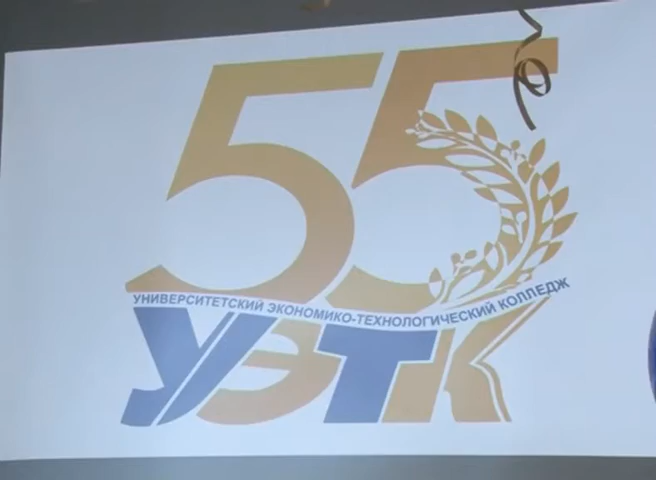 55
УНИВЕРСИТЕТСКИЙ ЭКОНОМИКО-ТЕХНОЛОГИЧЕСКИЙ КОЛЛЕДЖ
УЭТК